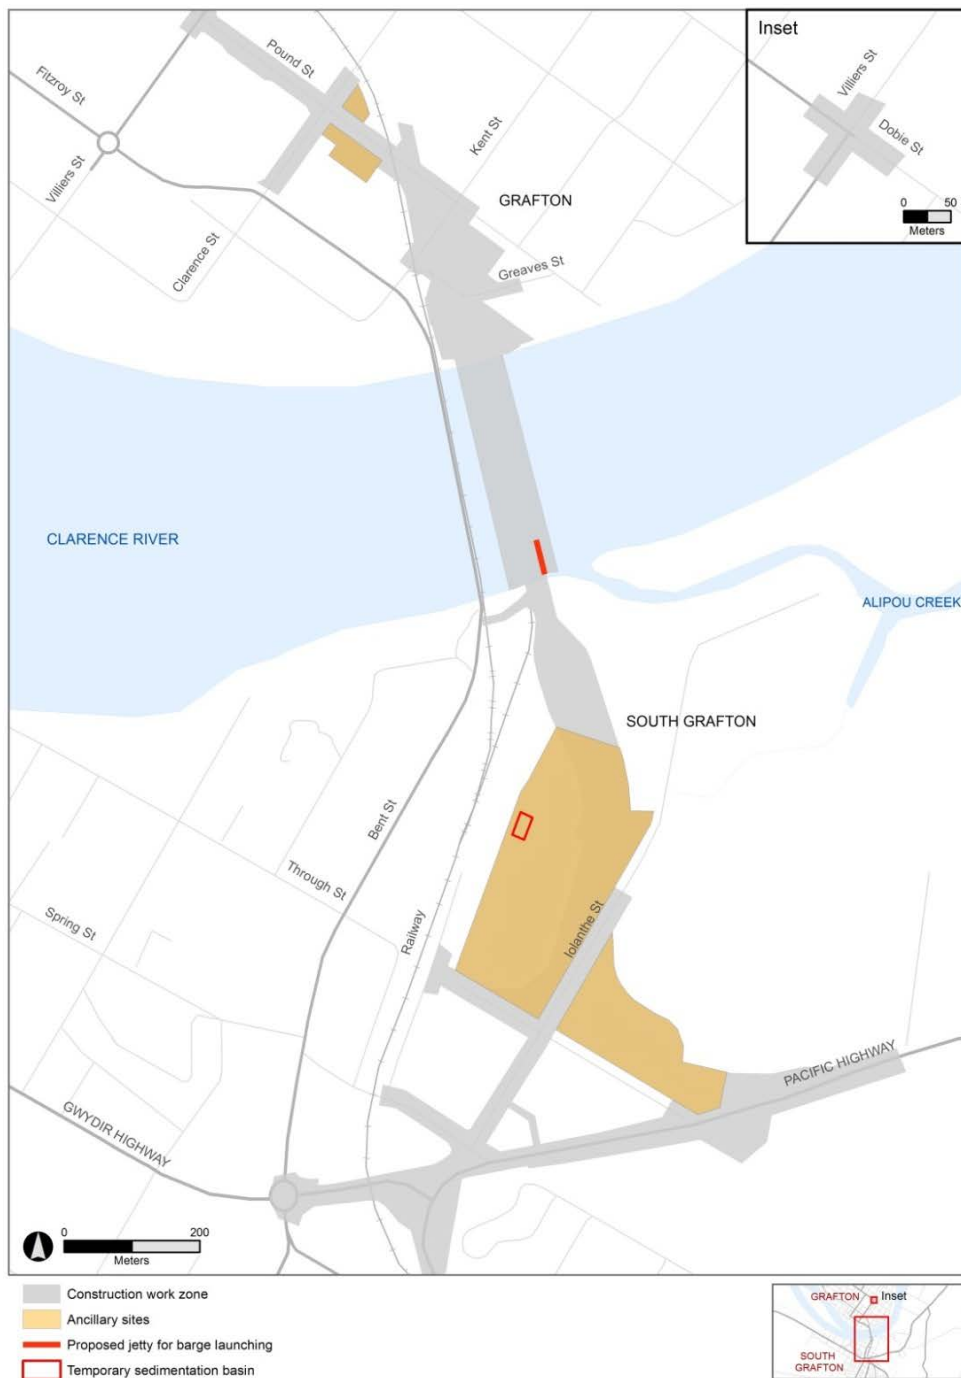 Inset
Villiers St
Dobie St
0 50
Meters
Pound St
Fitzroy St
Villiers St
Kent St
GRAFTON
Clarence St
Greaves St
CLARENCE RIVER
ALIPOU CREEK
SOUTH GRAFTON
Bent St
Through St
Spring St
Railway
Iolanthe St
PACIFIC HIGHWAY
GWYDIR HIGHWAY
0 200
Meters
Construction work zone
Ancillary sites
Proposed jetty for barge launching
Temporary sedimentation basin
GRAFTON
Inset
SOUTH
GRAFTON